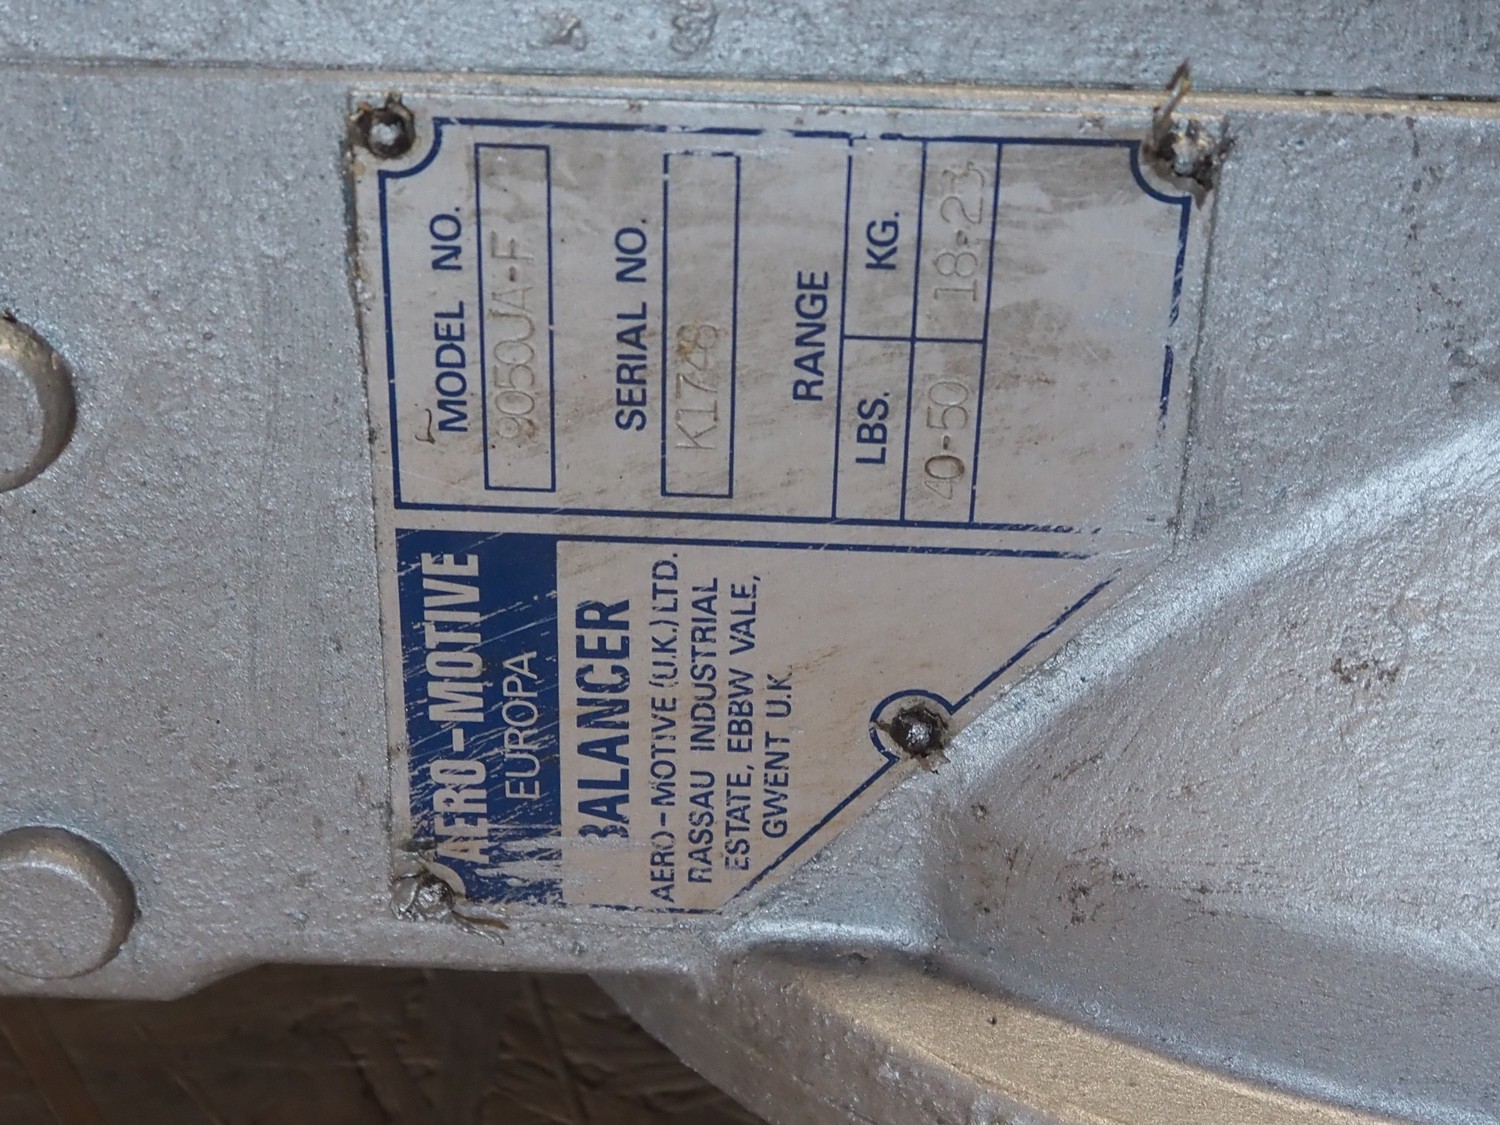 AERO-MOTIVE
EUROPA
BALANCER
AERO-MOTIVE (U.K.) LTD.
RASSAU INDUSTRIAL
ESTATE, EBBW VALE,
GWENT U.K.
MODEL NO.
9050JA-F
SERIAL NO.
K1748
RANGE
LBS. KG.
40-50 18-23